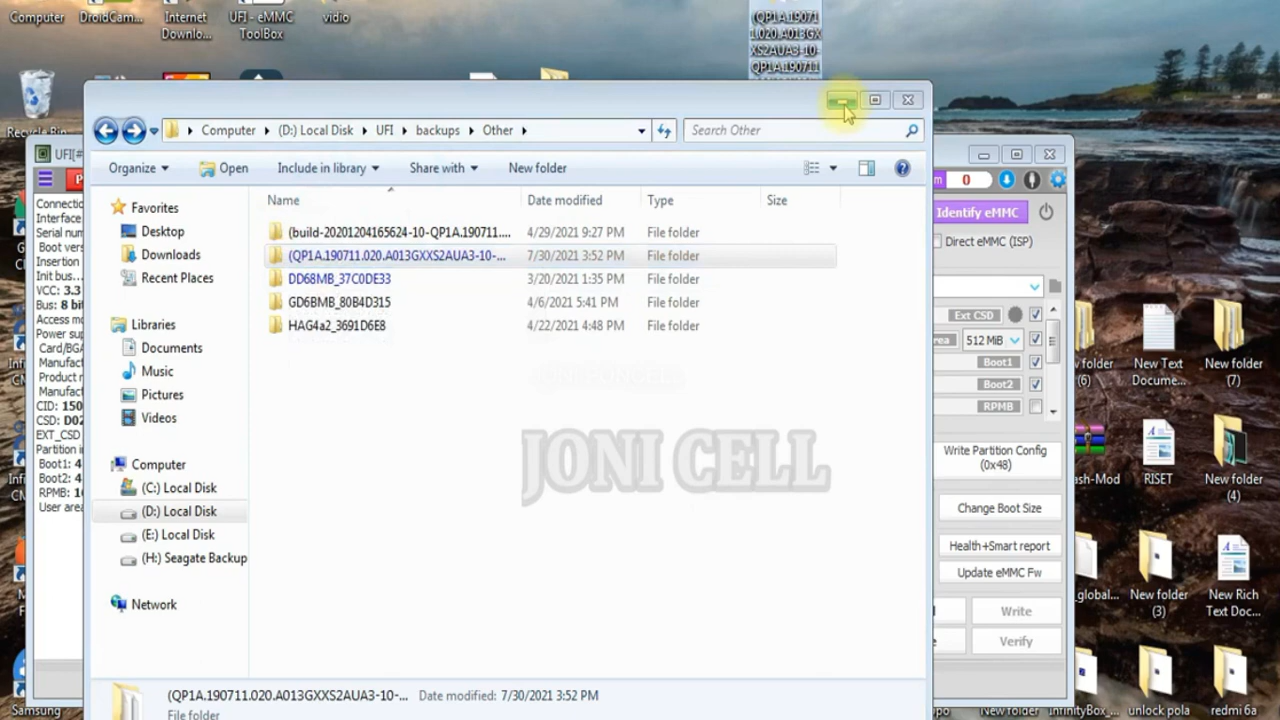 Computer
DroidCam...
Internet
Downlo...
UFI - eMMC
ToolBox
vidio
(QP1A.19071
1.020.A013GX
XS2AUA3-10-
QP1A.190711
Recycle Bin
Computer
(D:) Local Disk
UFI
backups
Other
Search Other
Organize
Open
Include in library
Share with
New folder
Name
Date modified
Type
Size
(build-20201204165624-10-QP1A.190711.... 4/29/2021 9:27 PM File folder
(QP1A.190711.020.A013GXXS2AUA3-10-... 7/30/2021 3:52 PM File folder
DD68MB_37C0DE33 3/20/2021 1:35 PM File folder
GD6BMB_80B4D315 4/6/2021 5:41 PM File folder
HAG4a2_3691D6E8 4/22/2021 4:48 PM File folder
Favorites
Desktop
Downloads
Recent Places
Libraries
Documents
Music
Pictures
Videos
Computer
(C:) Local Disk
(D:) Local Disk
(E:) Local Disk
(H:) Seagate Backup
Network
JONI CELL
(QP1A.190711.020.A013GXXS2AUA3-10-... Date modified: 7/30/2021 3:52 PM
File folder
UFI[#
P
Connectio
Interface
Serial num
Boot versi
Insertion
Init bus...
VCC: 3.3
Bus: 8 bit
Access mo
Power sup
Card/BGA
Manufact
Product n
Manufact
CID: 150
CSD: D02
EXT_CSD
Partition in
Boot1: 4
Boot2: 4
RPMB: 16
User area
m
0
Identify eMMC
Direct eMMC (ISP)
Ext CSD
rea
512 MiB
Boot1
Boot2
RPMB
Write Partition Config
(0x48)
Change Boot Size
Health+Smart report
Update eMMC Fw
Write
Verify
folder
(6)
New Text
Docume...
New folder
(7)
ash-Mod
RISET
New folder
(4)
_global...
New folder
(3)
New Rich
Text Doc...
Samsung
New folder
InfinityBox_...
unlock pola
redmi 6a